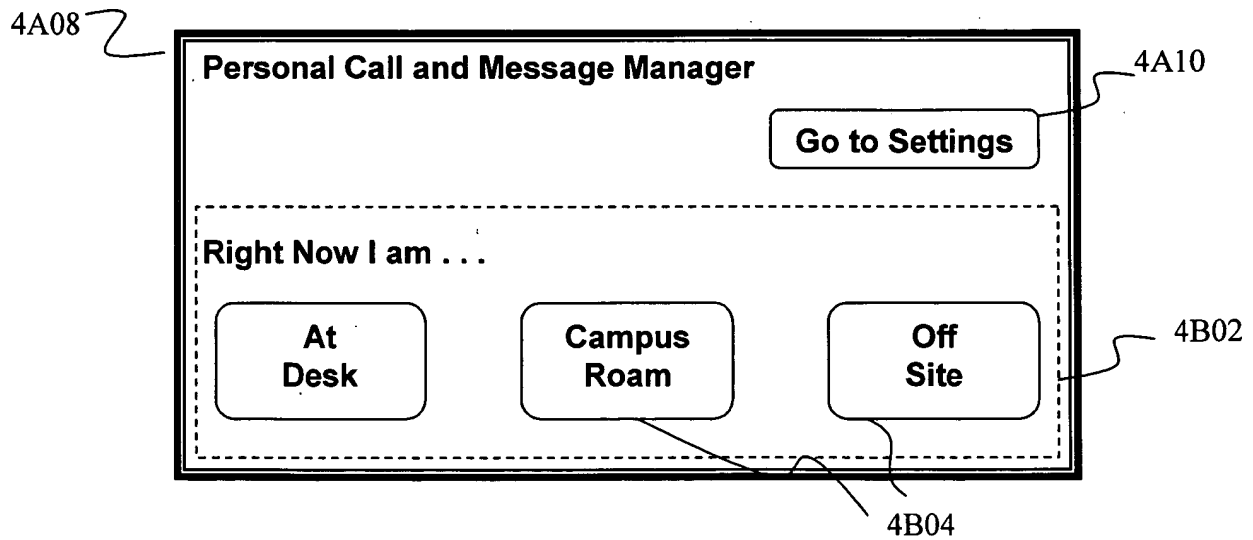 4A08
Personal Call and Message Manager
4A10
Go to Settings
Right Now I am . . .
At
Desk
Campus
Roam
Off
Site
4B02
4B04